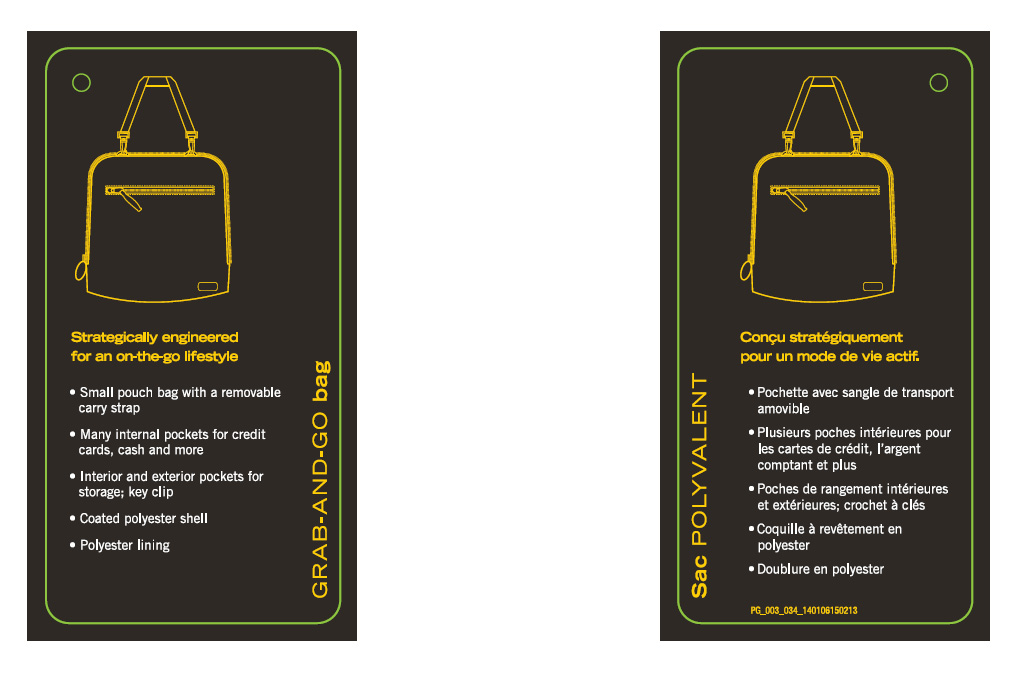 Strategically engineered
for an on-the-go lifestyle
• Small pouch bag with a removable
carry strap
• Many internal pockets for credit
cards, cash and more
• Interior and exterior pockets for
storage; key clip
• Coated polyester shell
• Polyester lining
GRAB-AND-GO bag
Conçu stratégiquement
pour un mode de vie actif.
• Pochette avec sangle de transport
amovible
• Plusieurs poches intérieures pour
les cartes de crédit, l'argent
comptant et plus
• Poches de rangement intérieures
et extérieures; crochet à clés
• Coquille à revêtement en
polyester
• Doublure en polyester
Sac POLYVALENT
PG_003_034_140106150213